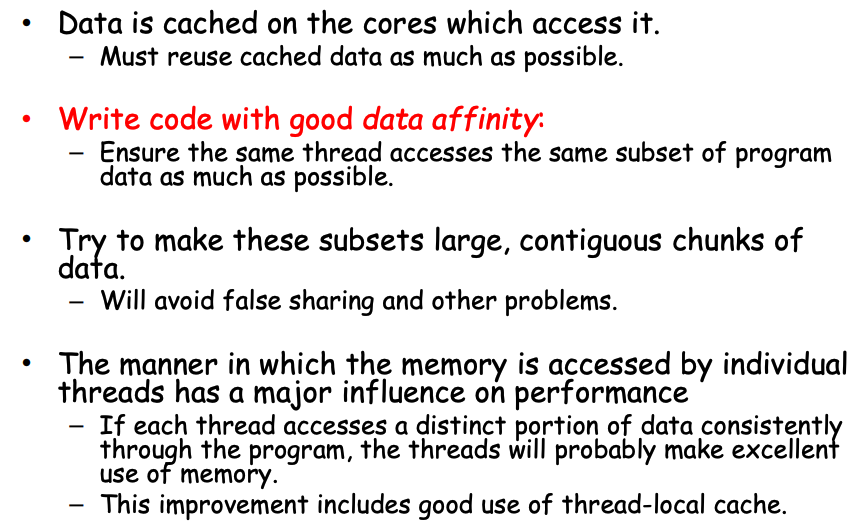 • Data is cached on the cores which access it.
– Must reuse cached data as much as possible.
• Write code with good data affinity:
– Ensure the same thread accesses the same subset of program
data as much as possible.
• Try to make these subsets large, contiguous chunks of
data.
– Will avoid false sharing and other problems.
• The manner in which the memory is accessed by individual
threads has a major influence on performance
– If each thread accesses a distinct portion of data consistently
through the program, the threads will probably make excellent
use of memory.
– This improvement includes good use of thread-local cache.